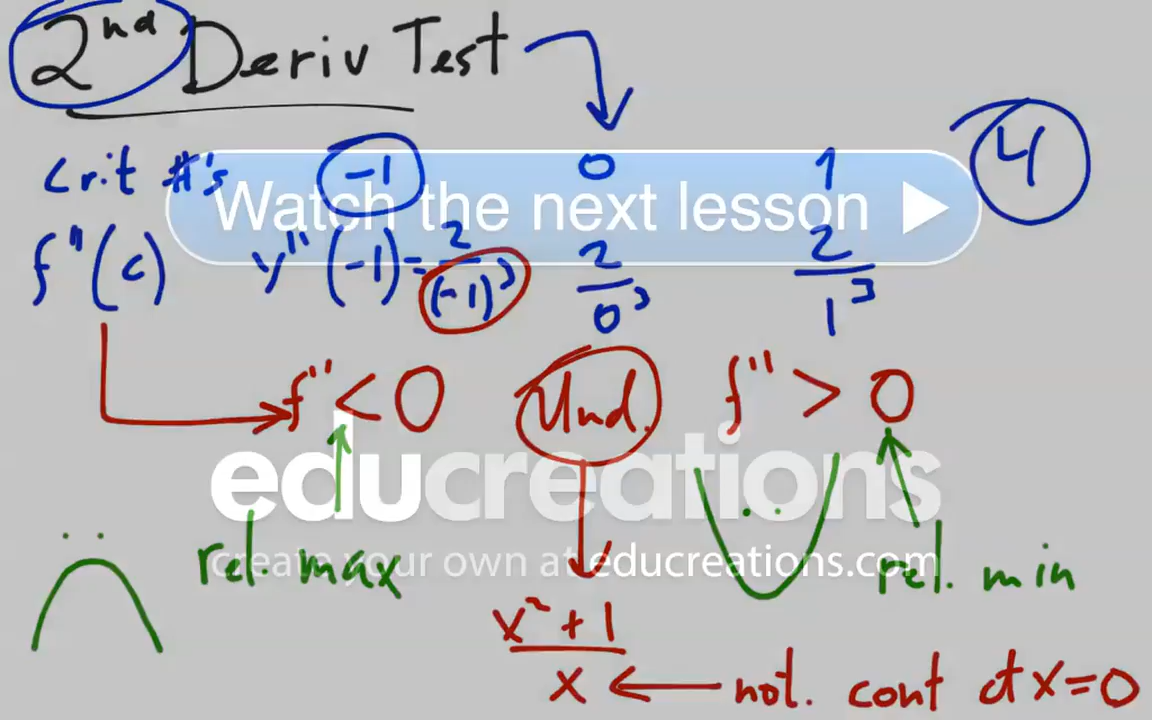 2nd Deriv Test
4
crit #'s -1 0 1
Watch the next lesson
f"(c) y"(-1)=2/(-1)³ 2/0³ 2/1³
f"<0 Und. f">0
educreations
create your own at educreations.com
rel. max rel. min
x²+1
x ← not. cont at x=0